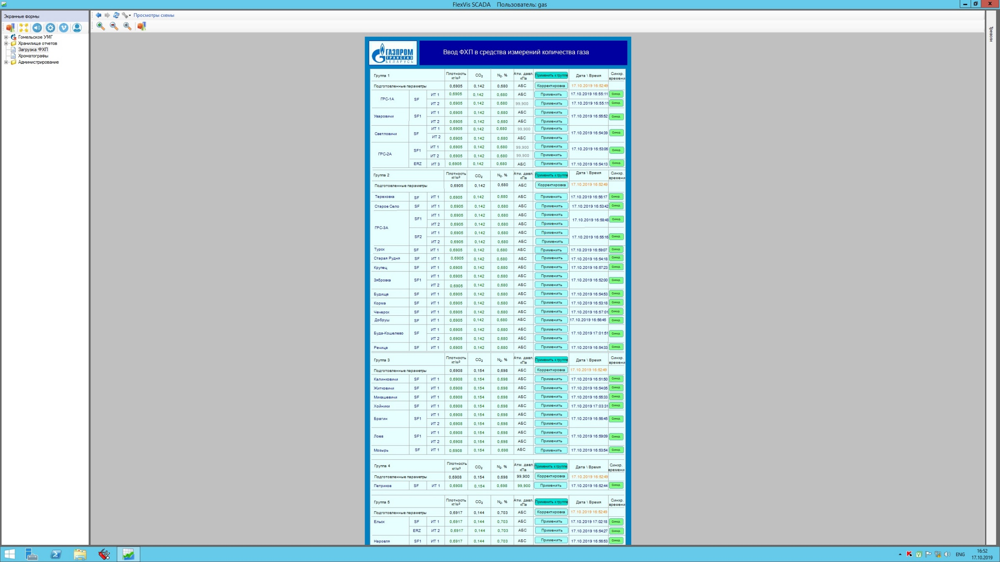 FlexVis SCADA Пользователь: gas
Экранные формы
Просмотры схемы
Гомельское УМГ
Хранилище отчетов
Загрузка ФХП
Хроматографы
Администрирование
Тревоги
ГАЗПРОМ
ТРАНСГАЗ
БЕЛАРУСЬ
Ввод ФХП в средства измерений количества газа
Группа 1 Плотность кг/м³ CO₂ N₂, % Атм. давл. кПа Применить к группе Дата \ Время Синхр. времени
Подготовленные параметры 0,6905 0,142 0,680 АБС Корректировка 17.10.2019 16:52:49
ГРС-1А SF ИТ 1 0,6905 0,142 0,680 АБС Применить 17.10.2019 16:55:11 Синхр.
ИТ 2 0,6905 0,142 0,680 99,900 Применить 17.10.2019 16:55:11 Синхр.
Уваровичи SF1 ИТ 1 0,6905 0,142 0,680 АБС Применить 17.10.2019 16:55:52 Синхр.
ИТ 2 0,6905 0,142 0,680 АБС Применить
Светловичи SF ИТ 1 0,6905 0,142 0,680 99,900 Применить 17.10.2019 16:54:39 Синхр.
ИТ 2 0,6905 0,142 0,680 АБС Применить
ГРС-2А SF1 ИТ 1 0,6905 0,142 0,680 99,900 Применить 17.10.2019 16:53:06 Синхр.
ИТ 2 0,6905 0,142 0,680 99,900 Применить
ERZ ИТ 3 0,6905 0,142 0,680 АБС Применить 17.10.2019 16:54:13 Синхр.
Группа 2 Плотность кг/м³ CO₂ N₂, % Атм. давл. кПа Применить к группе Дата \ Время Синхр. времени
Подготовленные параметры 0,6905 0,142 0,680 АБС Корректировка 17.10.2019 16:52:49
Тереховка SF ИТ 1 0,6905 0,142 0,680 АБС Применить 17.10.2019 16:56:17 Синхр.
Старое Село SF ИТ 1 0,6905 0,142 0,680 АБС Применить 17.10.2019 16:53:42 Синхр.
ГРС-3А SF1 ИТ 1 0,6905 0,142 0,680 АБС Применить 17.10.2019 16:58:48 Синхр.
ИТ 2 0,6905 0,142 0,680 АБС Применить
SF2 ИТ 1 0,6905 0,142 0,680 АБС Применить 17.10.2019 16:55:16 Синхр.
ИТ 2 0,6905 0,142 0,680 АБС Применить
Турск SF ИТ 1 0,6905 0,142 0,680 АБС Применить 17.10.2019 16:59:07 Синхр.
Старая Рудня SF ИТ 1 0,6905 0,142 0,680 АБС Применить 17.10.2019 16:54:18 Синхр.
Крупец SF ИТ 1 0,6905 0,142 0,680 АБС Применить 17.10.2019 16:57:23 Синхр.
Зябровка SF1 ИТ 1 0,6905 0,142 0,680 АБС Применить 17.10.2019 16:52:00 Синхр.
ИТ 2 0,6905 0,142 0,680 АБС Применить
Будище SF ИТ 1 0,6905 0,142 0,680 АБС Применить 17.10.2019 16:54:53 Синхр.
Корма SF ИТ 1 0,6905 0,142 0,680 АБС Применить 17.10.2019 16:53:18 Синхр.
Чечерск SF ИТ 1 0,6905 0,142 0,680 АБС Применить 17.10.2019 16:57:01 Синхр.
Добруш SF ИТ 1 0,6905 0,142 0,680 АБС Применить 17.10.2019 16:56:45 Синхр.
Буда-Кошелево SF ИТ 1 0,6905 0,142 0,680 АБС Применить 17.10.2019 17:01:51 Синхр.
ИТ 2 0,6905 0,142 0,680 АБС Применить
Речица SF ИТ 1 0,6905 0,142 0,680 АБС Применить 17.10.2019 16:54:33 Синхр.
Группа 3 Плотность кг/м³ CO₂ N₂, % Атм. давл. кПа Применить к группе Дата \ Время Синхр. времени
Подготовленные параметры 0,6908 0,154 0,698 АБС Корректировка 17.10.2019 16:52:49
Калинковичи SF ИТ 1 0,6908 0,154 0,698 АБС Применить 17.10.2019 16:51:50 Синхр.
Житковичи SF ИТ 1 0,6908 0,154 0,698 АБС Применить 17.10.2019 16:54:05 Синхр.
Микашевичи SF ИТ 1 0,6908 0,154 0,698 АБС Применить 17.10.2019 16:55:33 Синхр.
Хойники SF ИТ 1 0,6908 0,154 0,698 АБС Применить 17.10.2019 17:03:31 Синхр.
Брагин SF1 ИТ 1 0,6908 0,154 0,698 АБС Применить 17.10.2019 16:56:45 Синхр.
ИТ 2 0,6908 0,154 0,698 АБС Применить
Лоев SF1 ИТ 1 0,6908 0,154 0,698 АБС Применить 17.10.2019 16:59:09 Синхр.
ИТ 2 0,6908 0,154 0,698 АБС Применить
Мозырь SF ИТ 1 0,6908 0,154 0,698 АБС Применить 17.10.2019 16:53:54 Синхр.
Группа 4 Плотность кг/м³ CO₂ N₂, % Атм. давл. кПа Применить к группе Дата \ Время Синхр. времени
Подготовленные параметры 0,6908 0,154 0,698 99,900 Корректировка 17.10.2019 16:52:49
Петриков SF ИТ 1 0,6908 0,154 0,698 99,900 Применить 17.10.2019 16:52:44 Синхр.
Группа 5 Плотность кг/м³ CO₂ N₂, % Атм. давл. кПа Применить к группе Дата \ Время Синхр. времени
Подготовленные параметры 0,6917 0,144 0,703 АБС Корректировка 17.10.2019 16:52:49
Ельск SF ИТ 1 0,6917 0,144 0,703 АБС Применить 17.10.2019 17:02:18 Синхр.
ERZ ИТ 2 0,6917 0,144 0,703 АБС Применить 17.10.2019 16:54:27 Синхр.
Наровля SF1 ИТ 1 0,6917 0,144 0,703 АБС Применить 17.10.2019 16:56:53 Синхр.
ENG
16:52
17.10.2019